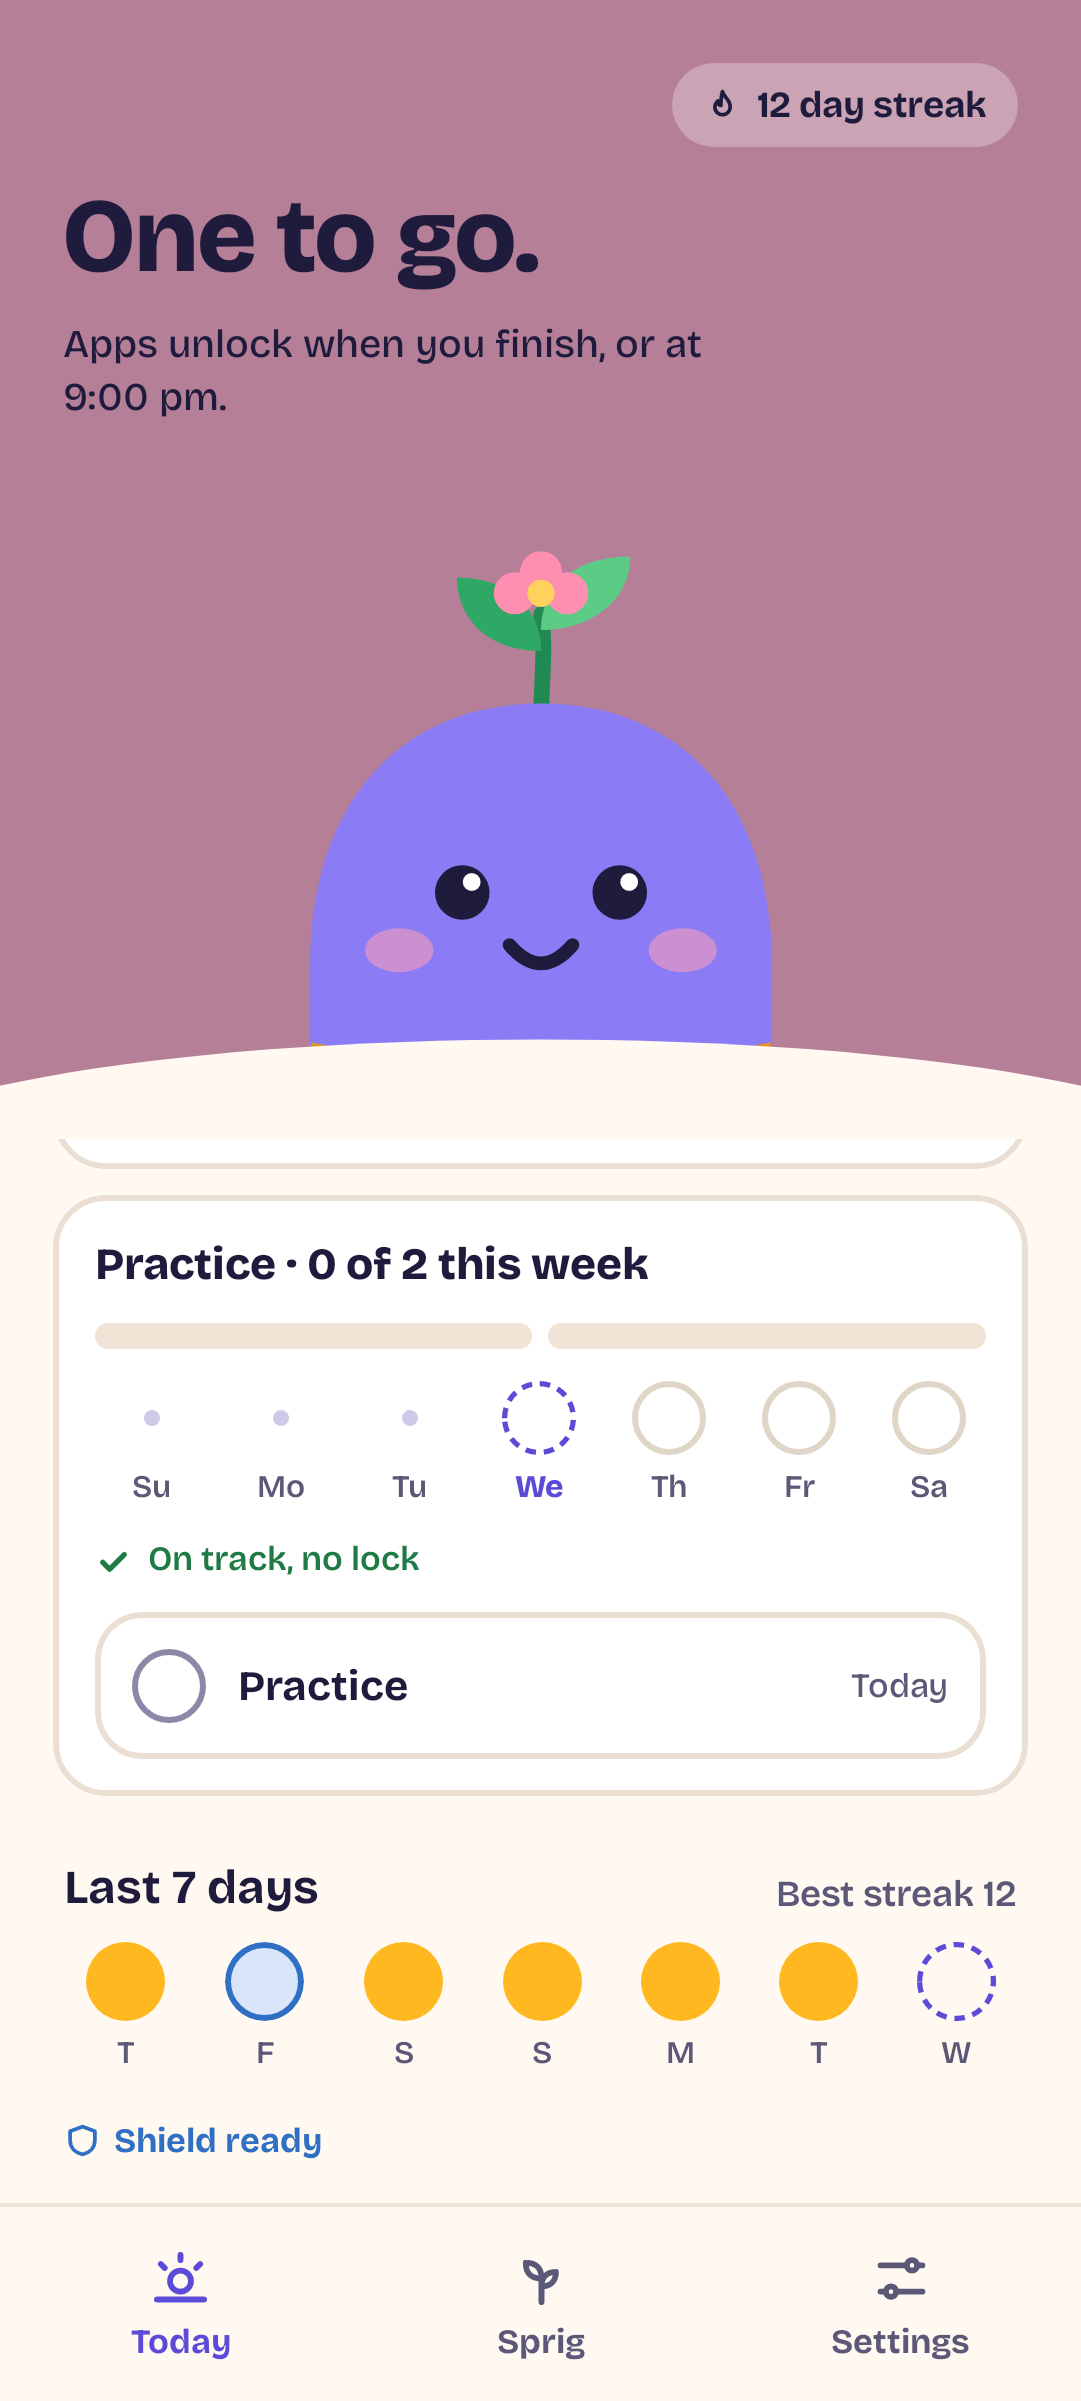 12 day streak
One to go.
Apps unlock when you finish, or at
9:00 pm.
Practice · 0 of 2 this week
Su Mo Tu We Th Fr Sa
On track, no lock
Practice Today
Last 7 days Best streak 12
T F S S M T W
Shield ready
Today Sprig Settings